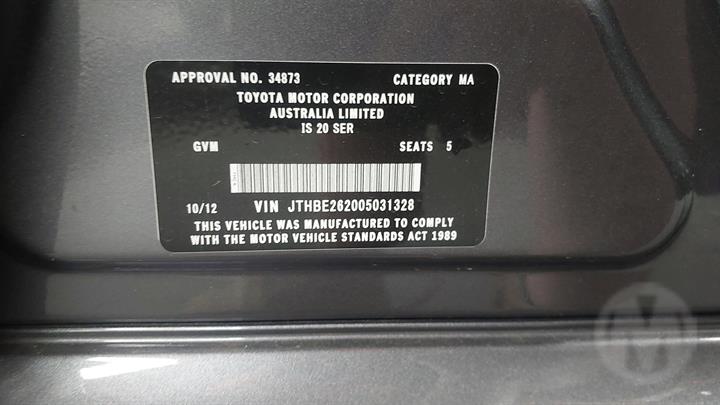 APPROVAL NO. 34873 CATEGORY MA
TOYOTA MOTOR CORPORATION
AUSTRALIA LIMITED
IS 20 SER
GVM SEATS 5
10/12 VIN JTHBE262005031328
THIS VEHICLE WAS MANUFACTURED TO COMPLY
WITH THE MOTOR VEHICLE STANDARDS ACT 1989
M